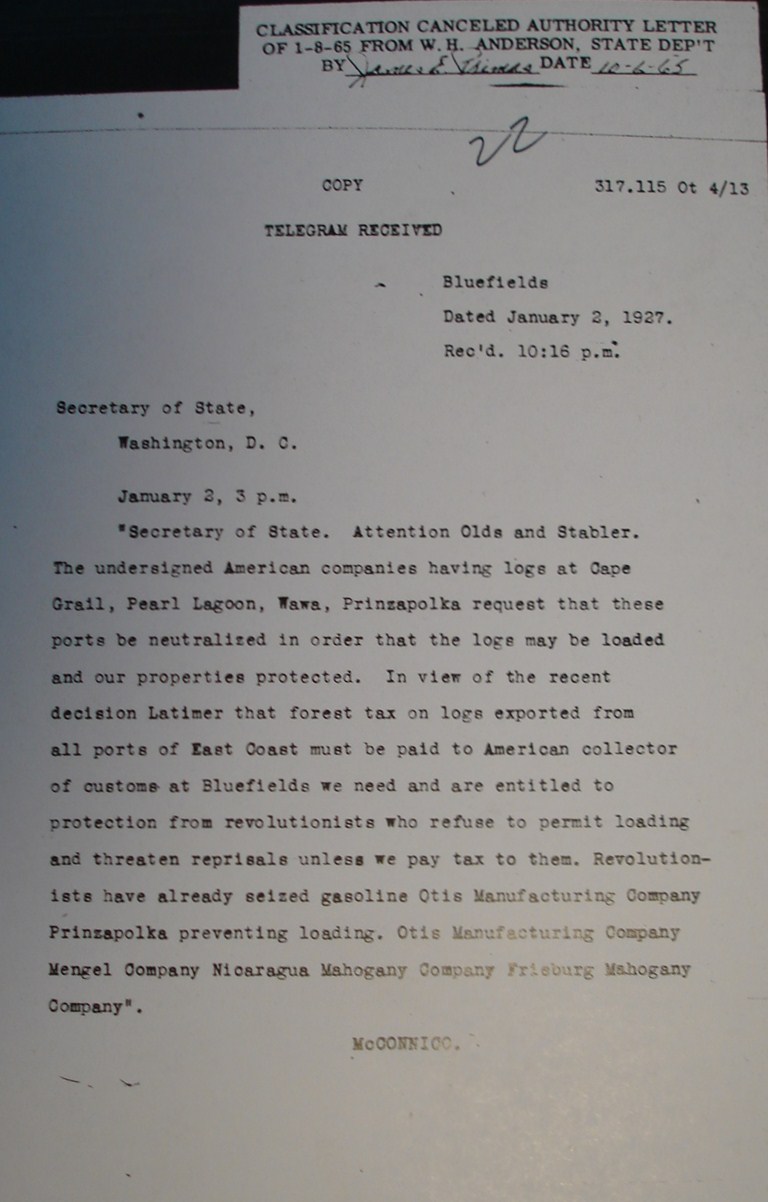 CLASSIFICATION CANCELED AUTHORITY LETTER
OF 1-8-65 FROM W. H. ANDERSON, STATE DEP'T
BY James E. DATE 10-6-65
22
COPY 317.115 Ot 4/13
TELEGRAM RECEIVED
Bluefields
Dated January 2, 1927.
Rec'd. 10:16 p.m.
Secretary of State,
Washington, D. C.
January 2, 3 p.m.
"Secretary of State. Attention Olds and Stabler.
The undersigned American companies having logs at Cape
Grail, Pearl Lagoon, Wawa, Prinzapolka request that these
ports be neutralized in order that the logs may be loaded
and our properties protected. In view of the recent
decision Latimer that forest tax on logs exported from
all ports of East Coast must be paid to American collector
of customs at Bluefields we need and are entitled to
protection from revolutionists who refuse to permit loading
and threaten reprisals unless we pay tax to them. Revolution-
ists have already seized gasoline Otis Manufacturing Company
Prinzapolka preventing loading. Otis Manufacturing Company
Mengel Company Nicaragua Mahogany Company Frieburg Mahogany
Company".
McCONNICO.